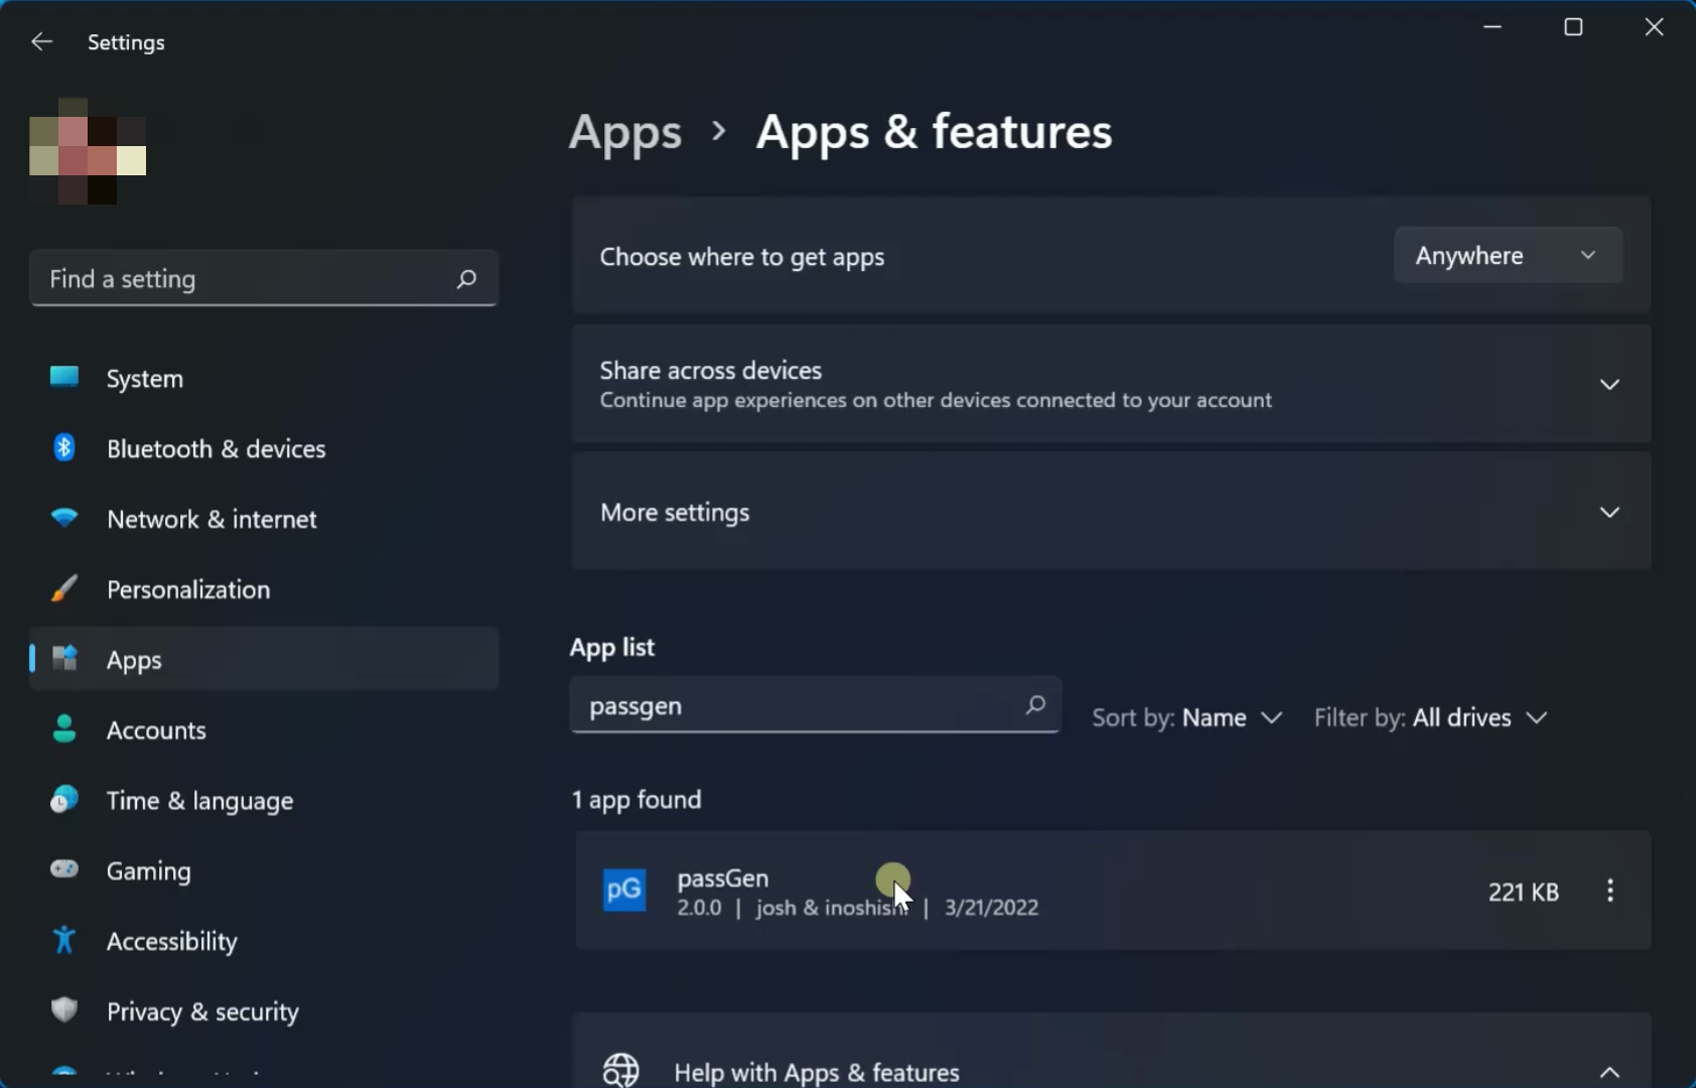 Settings
Find a setting
System
Bluetooth & devices
Network & internet
Personalization
Apps
Accounts
Time & language
Gaming
Accessibility
Privacy & security
Apps > Apps & features
Choose where to get apps
Anywhere
Share across devices
Continue app experiences on other devices connected to your account
More settings
App list
passgen
Sort by: Name
Filter by: All drives
1 app found
pG
passGen
2.0.0 | josh & inoshishi | 3/21/2022
221 KB
Help with Apps & features